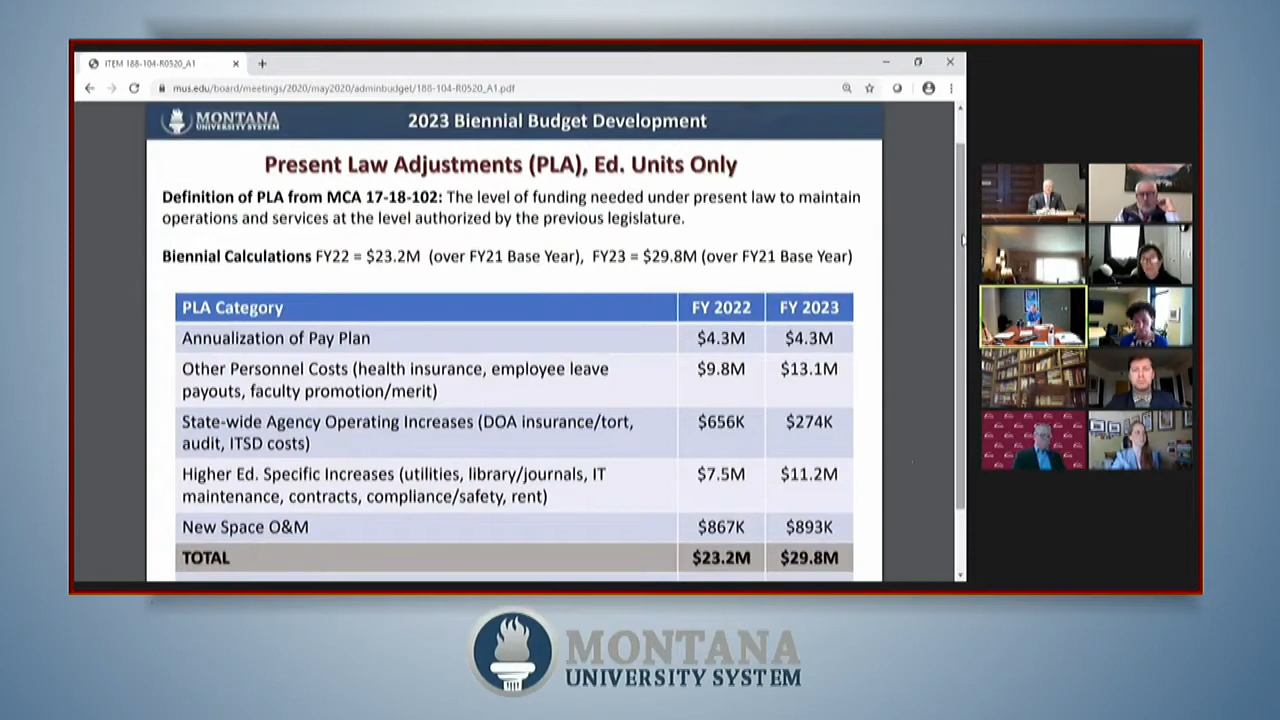 ITEM 188-104-R0520_A1
mus.edu/board/meetings/2020/may2020/adminbudget/188-104-R0520_A1.pdf
MONTANA
UNIVERSITY SYSTEM
2023 Biennial Budget Development
Present Law Adjustments (PLA), Ed. Units Only
Definition of PLA from MCA 17-18-102: The level of funding needed under present law to maintain
operations and services at the level authorized by the previous legislature.
Biennial Calculations FY22 = $23.2M (over FY21 Base Year), FY23 = $29.8M (over FY21 Base Year)
PLA Category FY 2022 FY 2023
Annualization of Pay Plan $4.3M $4.3M
Other Personnel Costs (health insurance, employee leave
payouts, faculty promotion/merit) $9.8M $13.1M
State-wide Agency Operating Increases (DOA insurance/tort,
audit, ITSD costs) $656K $274K
Higher Ed. Specific Increases (utilities, library/journals, IT
maintenance, contracts, compliance/safety, rent) $7.5M $11.2M
New Space O&M $867K $893K
TOTAL $23.2M $29.8M
MONTANA
UNIVERSITY SYSTEM